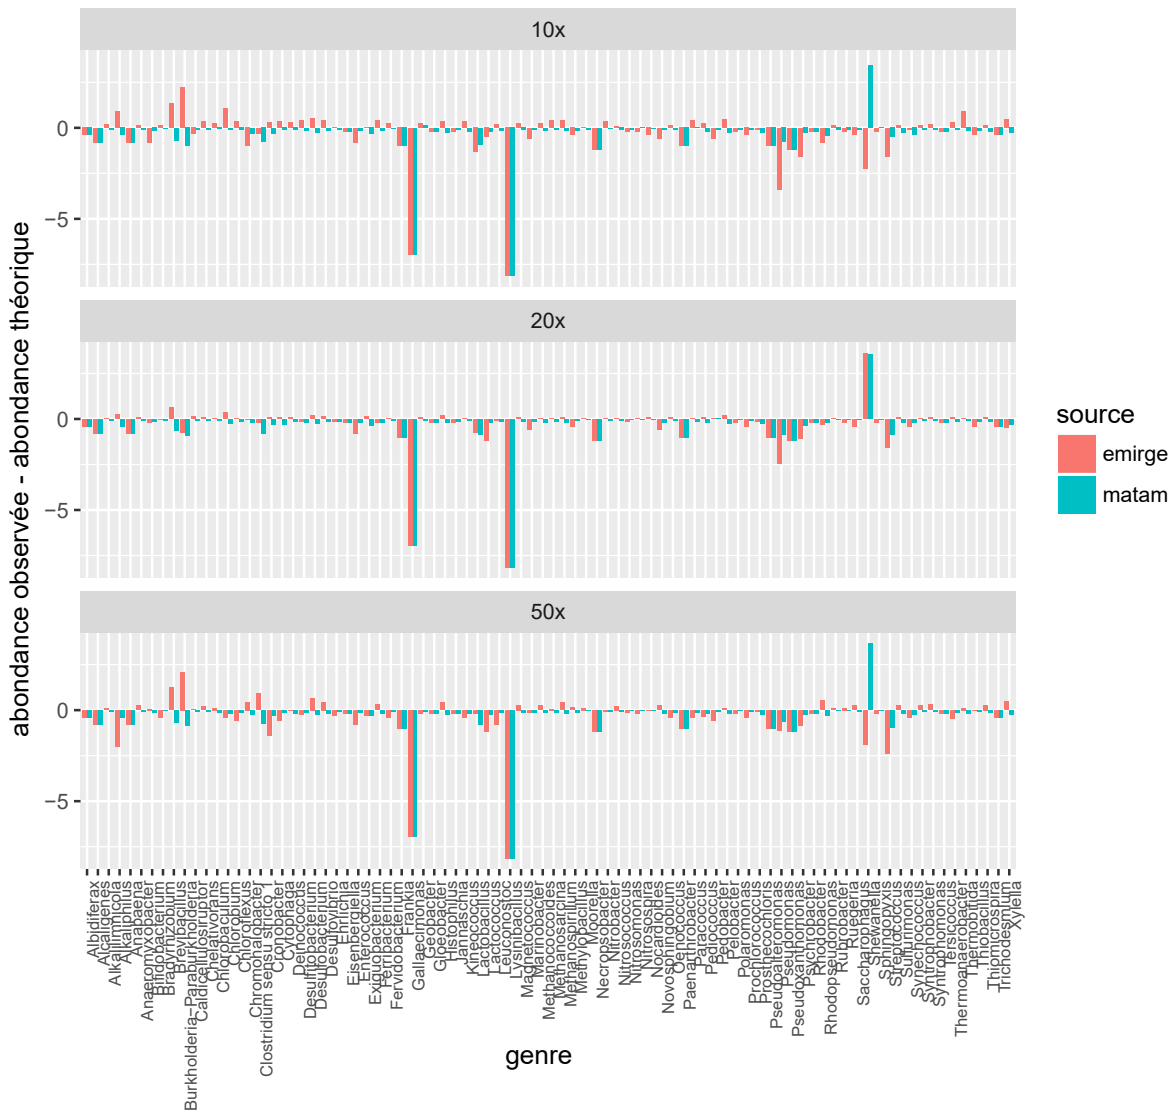 10x
0
−5
20x
0
−5
50x
0
−5
abondance observée - abondance théorique
Albidiferax
Alcaligenes
Alkalilimnicola
Alkaliphilus
Anabaena
Anaeromyxobacter
Bifidobacterium
Bradyrhizobium
Brevibacillus
Burkholderia−Paraburkholderia
Caldicellulosiruptor
Chelativorans
Chlorobaculum
Chlorobium
Chloroflexus
Chromohalobacter
Clostridium sensu stricto 1
Cronobacter
Cytophaga
Deinococcus
Desulfitobacterium
Desulfobacterium
Desulfovibrio
Ehrlichia
Eisenbergiella
Enterococcus
Exiguobacterium
Ferribacterium
Fervidobacterium
Frankia
Gallaecimonas
Geobacter
Gloeobacter
Histophilus
Jannaschia
Kineococcus
Lactobacillus
Lactococcus
Leuconostoc
Lysinibacillus
Magnetococcus
Marinobacter
Methanococcoides
Methanosarcina
Methanospirillum
Methylobacillus
Moorella
Necropsobacter
Nitrobacter
Nitrosococcus
Nitrosomonas
Nitrosospira
Nocardioides
Novosphingobium
Oenococcus
Paenarthrobacter
Paracoccus
Pediococcus
Pedobacter
Pelobacter
Polaromonas
Prochlorococcus
Prosthecochloris
Pseudoalteromonas
Pseudomonas
Pseudoxanthomonas
Psychrobacter
Rhodobacter
Rhodopseudomonas
Rubrobacter
Ruegeria
Saccharophagus
Shewanella
Sphingopyxis
Streptococcus
Sulfurimonas
Synechococcus
Syntrophobacter
Syntrophomonas
Tersicoccus
Thermoanaerobacter
Thermobifida
Thiobacillus
Thiomicrospira
Trichodesmium
Xylella
genre
source
emirge
matam